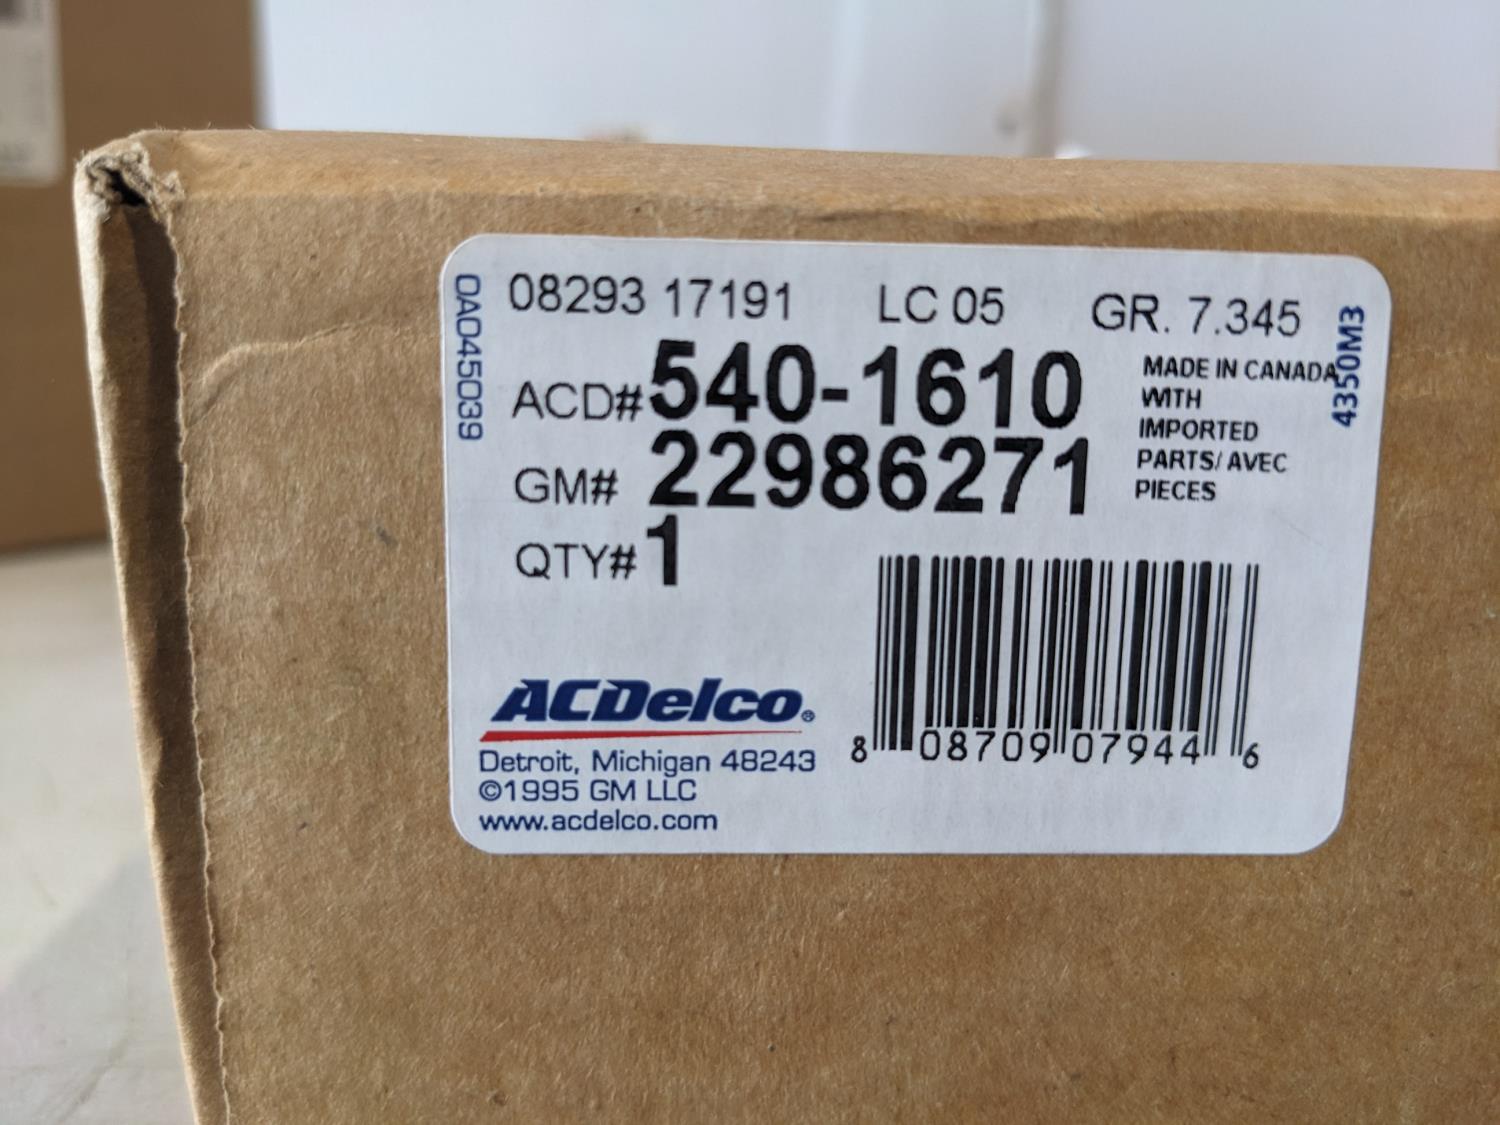 08293 17191 LC 05 GR. 7.345
0A045039
4350M3
ACD# 540-1610
GM# 22986271
QTY# 1
MADE IN CANADA
WITH
IMPORTED
PARTS/ AVEC
PIECES
ACDelco®
Detroit, Michigan 48243
©1995 GM LLC
www.acdelco.com
8 08709 07944 6